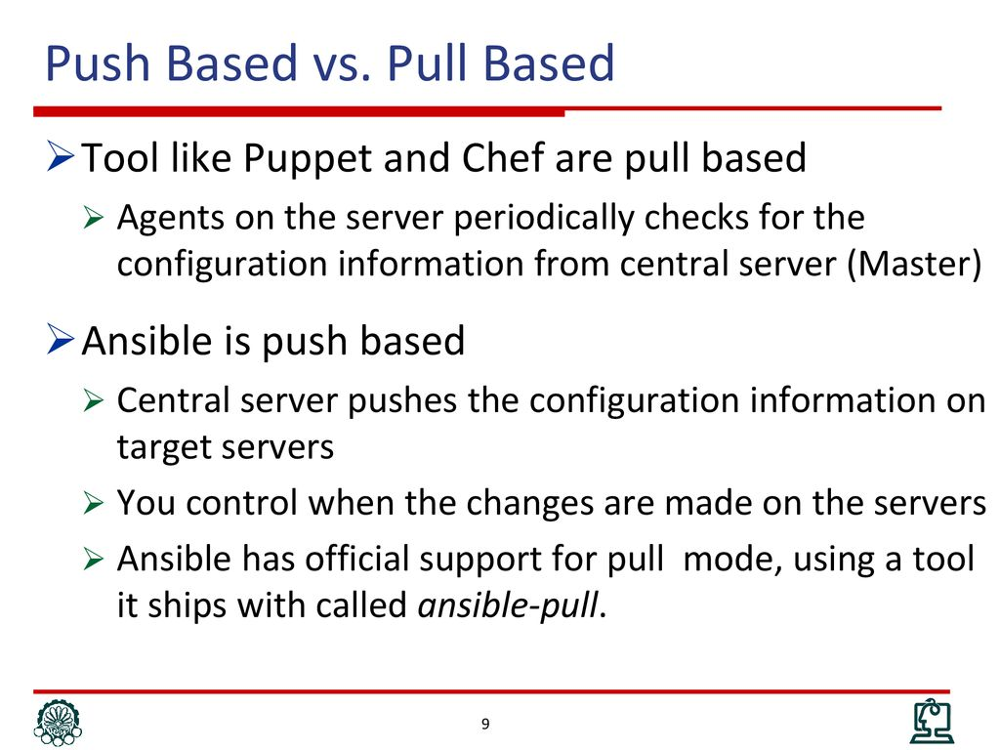 Push Based vs. Pull Based
Tool like Puppet and Chef are pull based
Agents on the server periodically checks for the
configuration information from central server (Master)
Ansible is push based
Central server pushes the configuration information on
target servers
You control when the changes are made on the servers
Ansible has official support for pull  mode, using a tool
it ships with called ansible-pull.
9